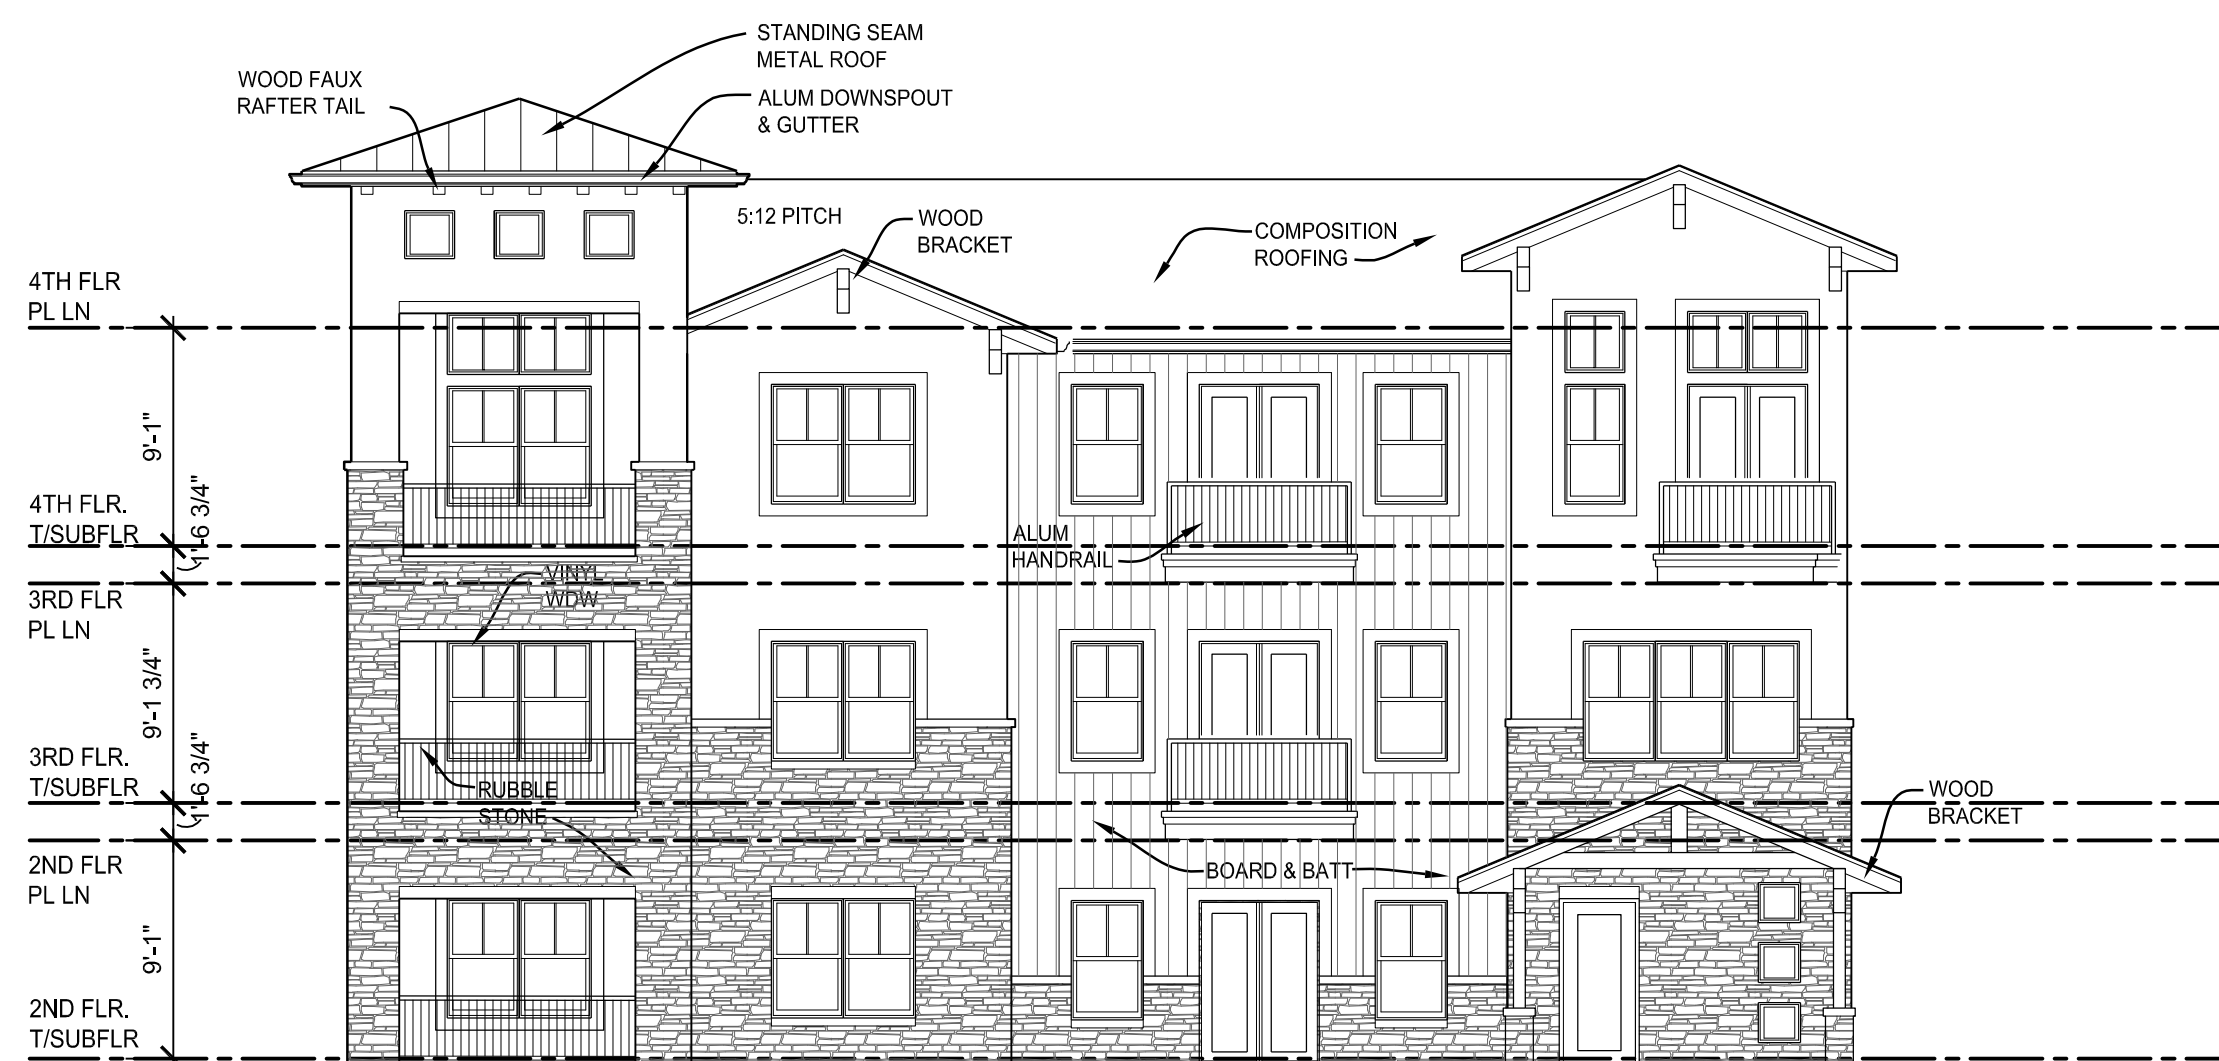 STANDING SEAM
METAL ROOF
WOOD FAUX
RAFTER TAIL
ALUM DOWNSPOUT
& GUTTER
5:12 PITCH
WOOD
BRACKET
COMPOSITION
ROOFING
4TH FLR
PL LN
9'-1"
4TH FLR.
T/SUBFLR
1'-6 3/4"
ALUM
HANDRAIL
VINYL
WDW
3RD FLR
PL LN
9'-1 3/4"
3RD FLR.
T/SUBFLR
1'-6 3/4"
RUBBLE
STONE
WOOD
BRACKET
BOARD & BATT
2ND FLR
PL LN
9'-1"
2ND FLR.
T/SUBFLR